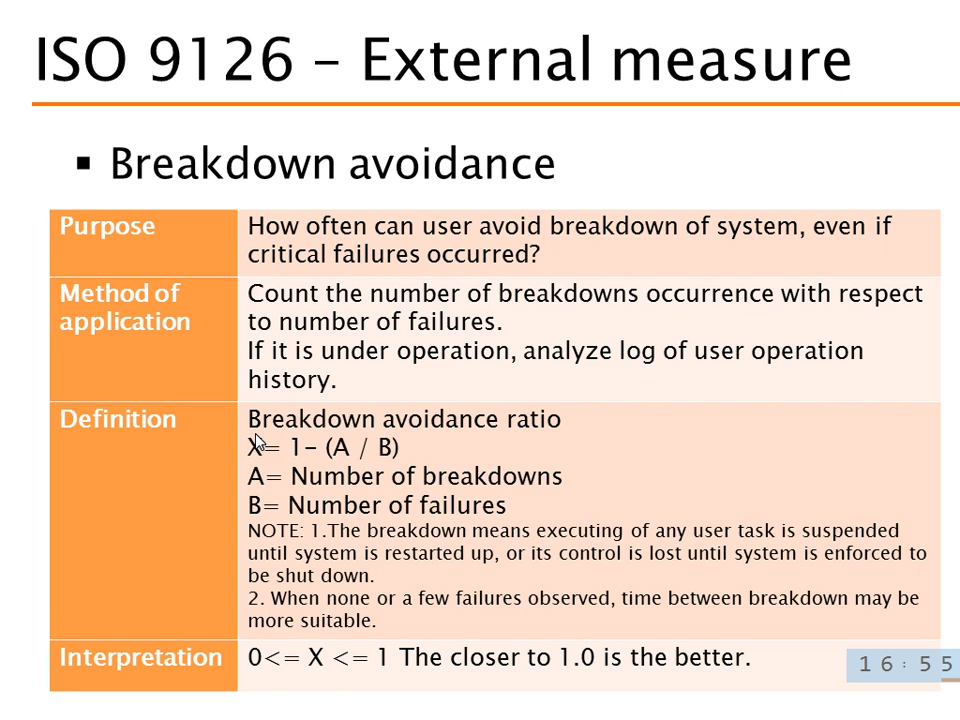 ISO 9126 – External measure
▪ Breakdown avoidance
Purpose
How often can user avoid breakdown of system, even if
critical failures occurred?
Method of
application
Count the number of breakdowns occurrence with respect
to number of failures.
If it is under operation, analyze log of user operation
history.
Definition
Breakdown avoidance ratio
X= 1- (A / B)
A= Number of breakdowns
B= Number of failures
NOTE: 1.The breakdown means executing of any user task is suspended
until system is restarted up, or its control is lost until system is enforced to
be shut down.
2. When none or a few failures observed, time between breakdown may be
more suitable.
Interpretation
0<= X <= 1 The closer to 1.0 is the better.
16:55